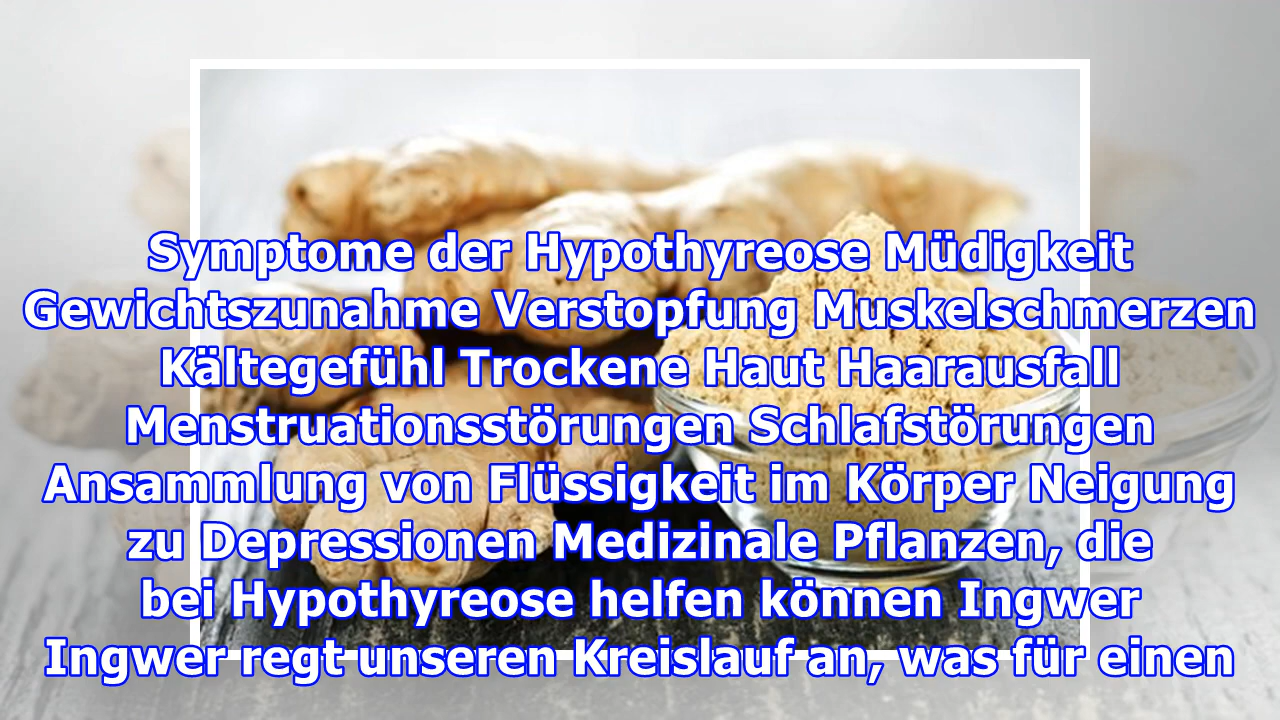 Symptome der Hypothyreose Müdigkeit
Gewichtszunahme Verstopfung Muskelschmerzen
Kältegefühl Trockene Haut Haarausfall
Menstruationsstörungen Schlafstörungen
Ansammlung von Flüssigkeit im Körper Neigung
zu Depressionen Medizinale Pflanzen, die
bei Hypothyreose helfen können Ingwer
Ingwer regt unseren Kreislauf an, was für einen